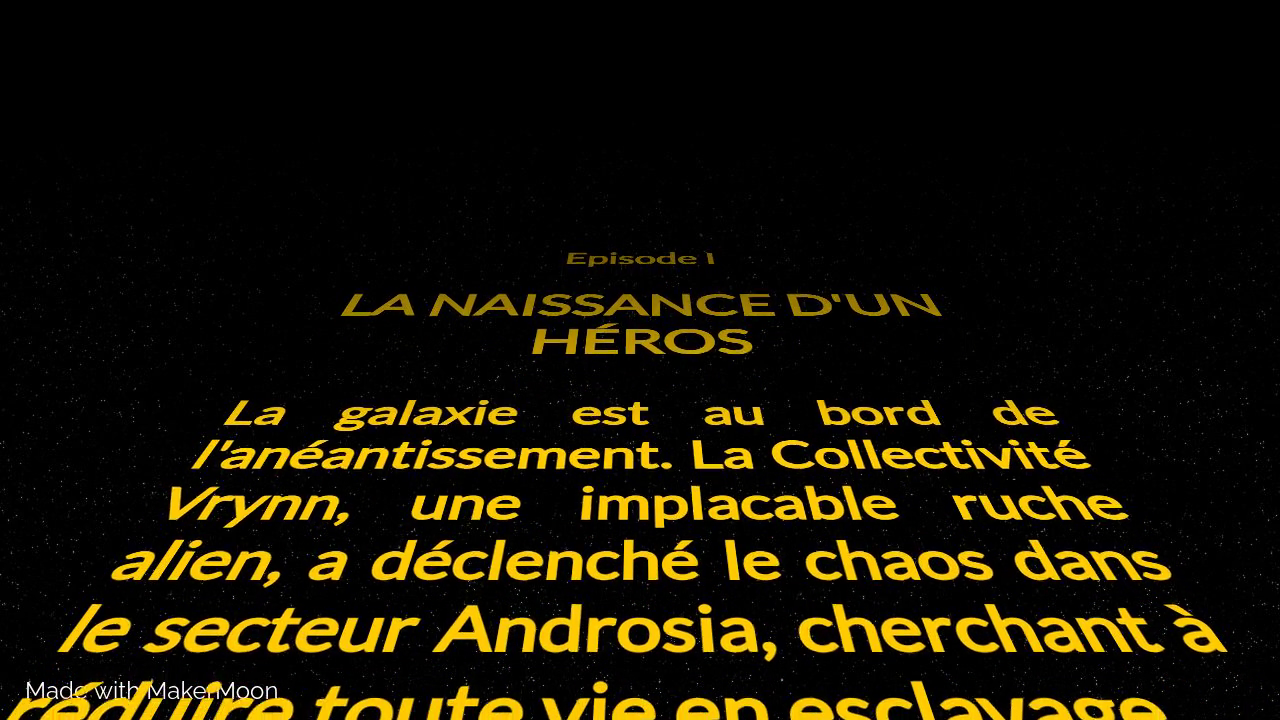 Episode I
LA NAISSANCE D'UN
HÉROS
La galaxie est au bord de
l'anéantissement. La Collectivité
Vrynn, une implacable ruche
alien, a déclenché le chaos dans
le secteur Androsia, cherchant à
réduire toute vie en esclavage.
Made with MakerMoon